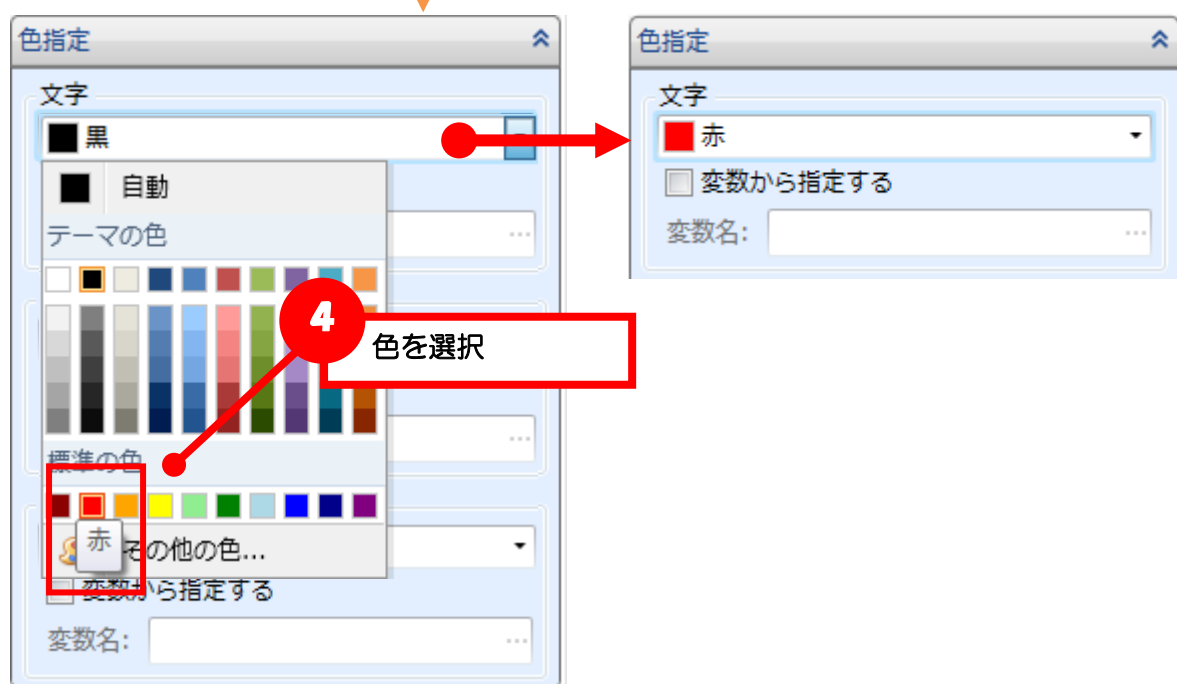 色指定
文字
黒
自動
テーマの色
4
色を選択
標準の色
赤
その他の色...
変数から指定する
変数名:
色指定
文字
赤
変数から指定する
変数名: